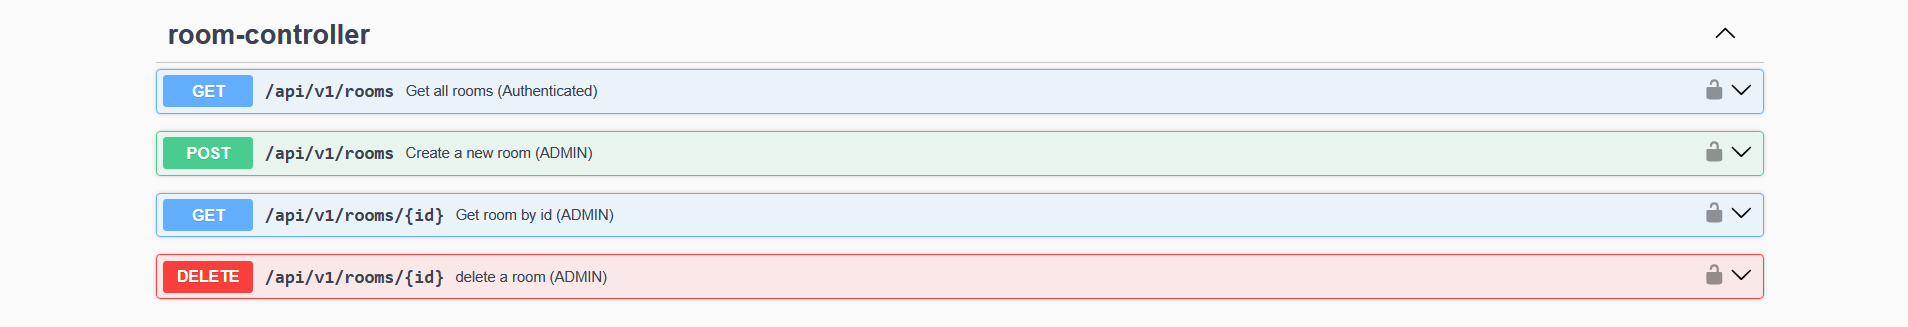 room-controller
GET /api/v1/rooms Get all rooms (Authenticated)
POST /api/v1/rooms Create a new room (ADMIN)
GET /api/v1/rooms/{id} Get room by id (ADMIN)
DELETE /api/v1/rooms/{id} delete a room (ADMIN)